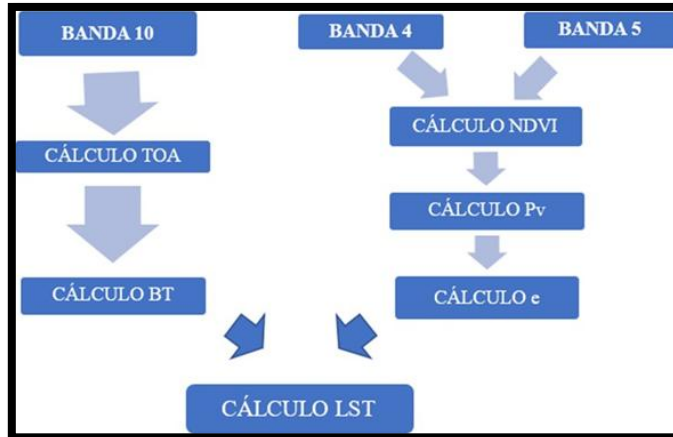 BANDA 10
BANDA 4
BANDA 5
CÁLCULO TOA
CÁLCULO NDVI
CÁLCULO Pv
CÁLCULO BT
CÁLCULO e
CÁLCULO LST